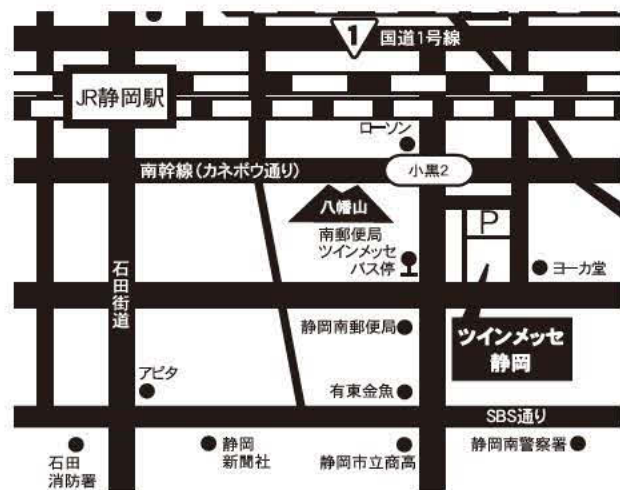 1
国道1号線
JR静岡駅
ローソン
南幹線(カネボウ通り)
小黒2
八幡山
P
南郵便局
ツインメッセ
バス停
ヨーカ堂
石田街道
静岡南郵便局
ツインメッセ
静岡
アピタ
有東金魚
SBS通り
石田
消防署
静岡
新聞社
静岡市立商高
静岡南警察署